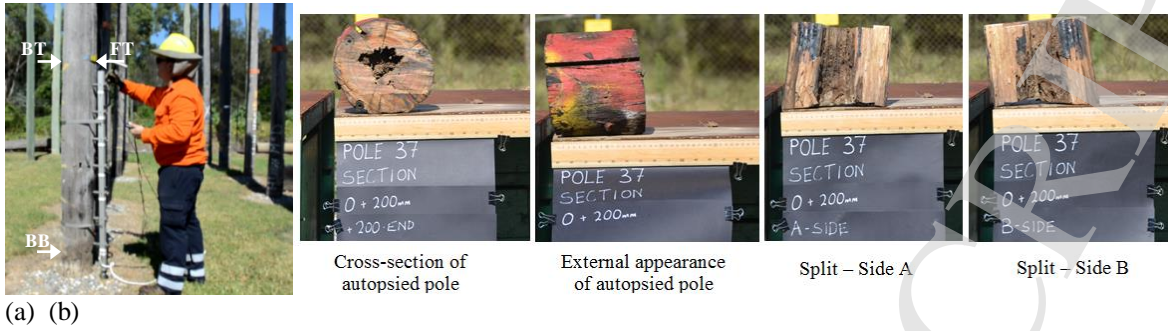 BT
FT
BB
POLE 37
SECTION
0 + 200mm
+200-END
POLE 37
SECTION
0 + 200mm
POLE 37
SECTION
0 + 200mm
A-SIDE
POLE 37
SECTION
0 + 200mm
B-SIDE
Cross-section of
autopsied pole
External appearance
of autopsied pole
Split – Side A
Split – Side B
(a) (b)